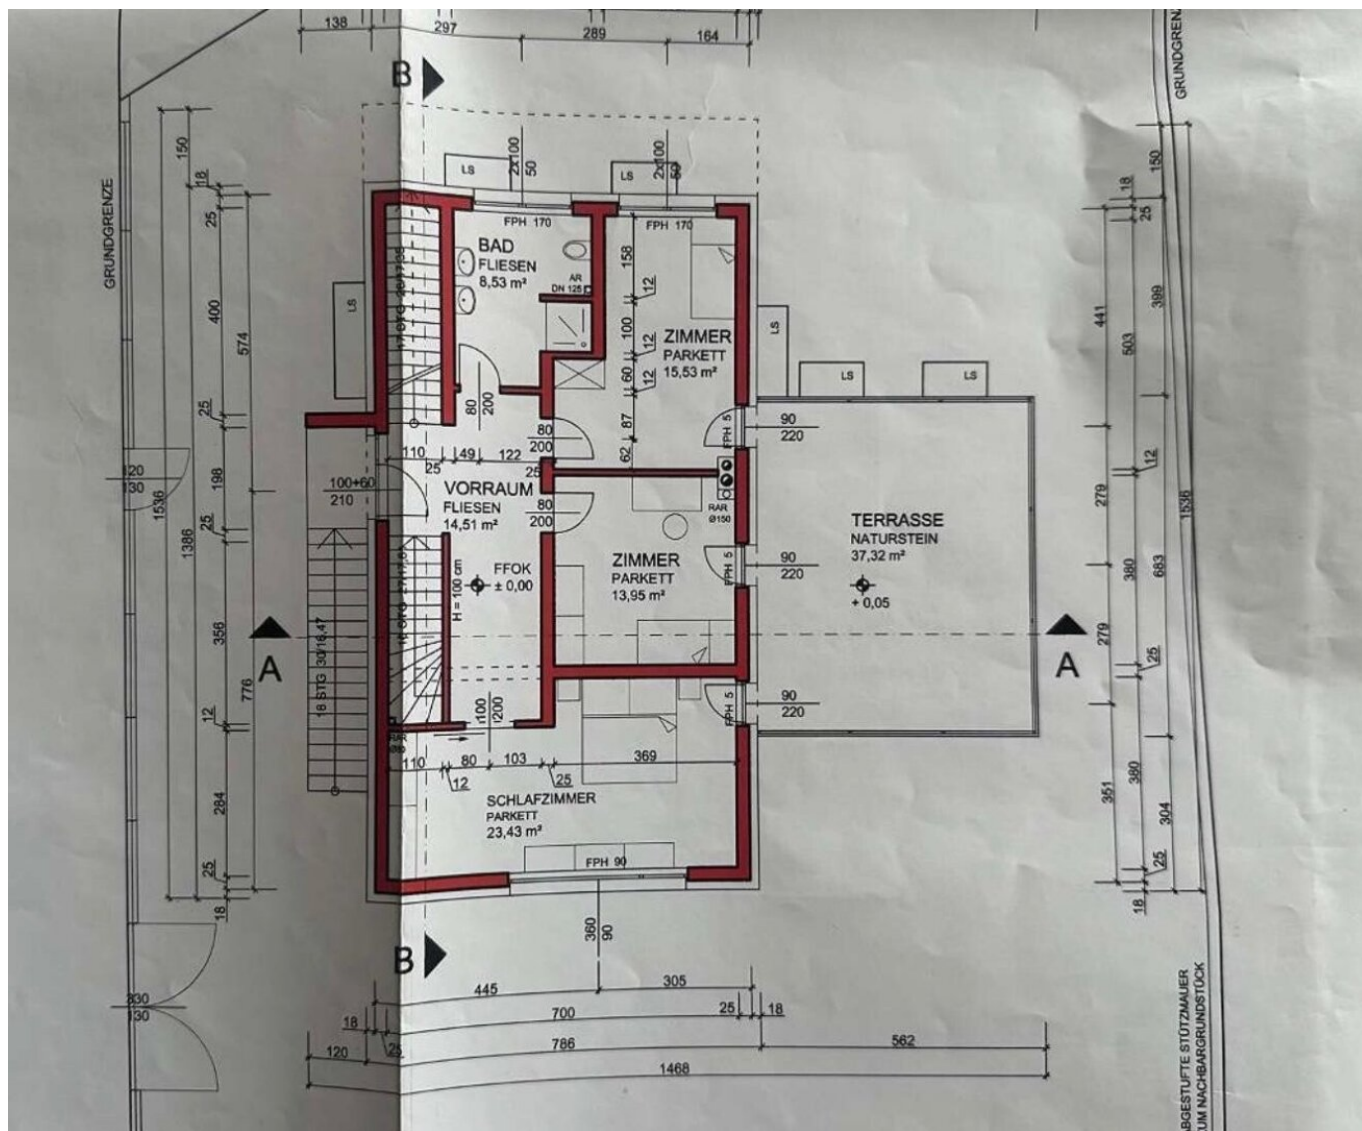 138
297
289
164
B
GRUNDGRENZE
GRUNDGRENZ
150
18
25
400
574
25
198
25
1536
1386
356
776
12
284
25
18
120
130
330
130
LS
2x100
50
LS
2x100
50
FPH 170
FPH 170
BAD
FLIESEN
8,53 m²
AR
DN 125
158
12
100
12
60
12
87
62
ZIMMER
PARKETT
15,53 m²
LS
LS
LS
LS
80
200
80
200
110
25
49
122
25
100+60
210
VORRAUM
FLIESEN
14,51 m²
80
200
FPH 5
90
220
RAR
Ø150
FFOK
± 0,00
H = 100 cm
ZIMMER
PARKETT
13,95 m²
FPH 5
90
220
TERRASSE
NATURSTEIN
37,32 m²
+ 0,05
A
A
18 STG 30/16,47
FPH 5
90
220
100
200
RAR
110
12
80
103
25
369
SCHLAFZIMMER
PARKETT
23,43 m²
FPH 90
360
90
B
150
18
25
399
441
503
12
279
380
683
1536
279
25
351
380
304
25
18
445
305
700
25
18
18
25
786
562
120
1468
ABGESTUFTE STÜTZMAUER
ZUM NACHBARGRUNDSTÜCK